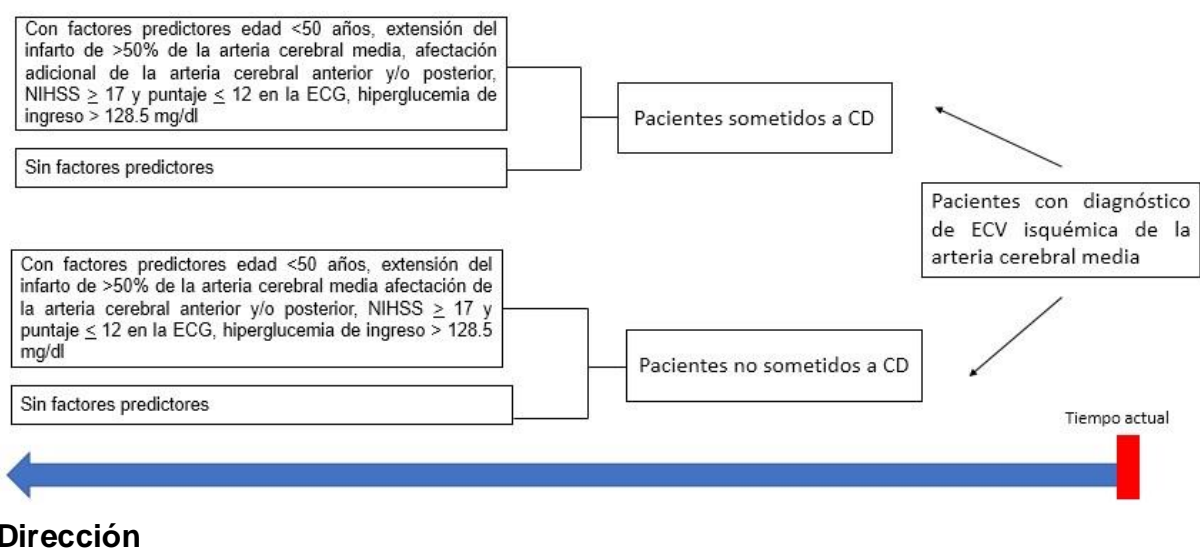 Con factores predictores edad <50 años, extensión del
infarto de >50% de la arteria cerebral media, afectación
adicional de la arteria cerebral anterior y/o posterior,
NIHSS ≥ 17 y puntaje ≤ 12 en la ECG, hiperglucemia de
ingreso > 128.5 mg/dl
Sin factores predictores
Pacientes sometidos a CD
Pacientes con diagnóstico
de ECV isquémica de la
arteria cerebral media
Con factores predictores edad <50 años, extensión del
infarto de >50% de la arteria cerebral media afectación de
la arteria cerebral anterior y/o posterior, NIHSS ≥ 17 y
puntaje ≤ 12 en la ECG, hiperglucemia de ingreso > 128.5
mg/dl
Sin factores predictores
Pacientes no sometidos a CD
Tiempo actual
Dirección